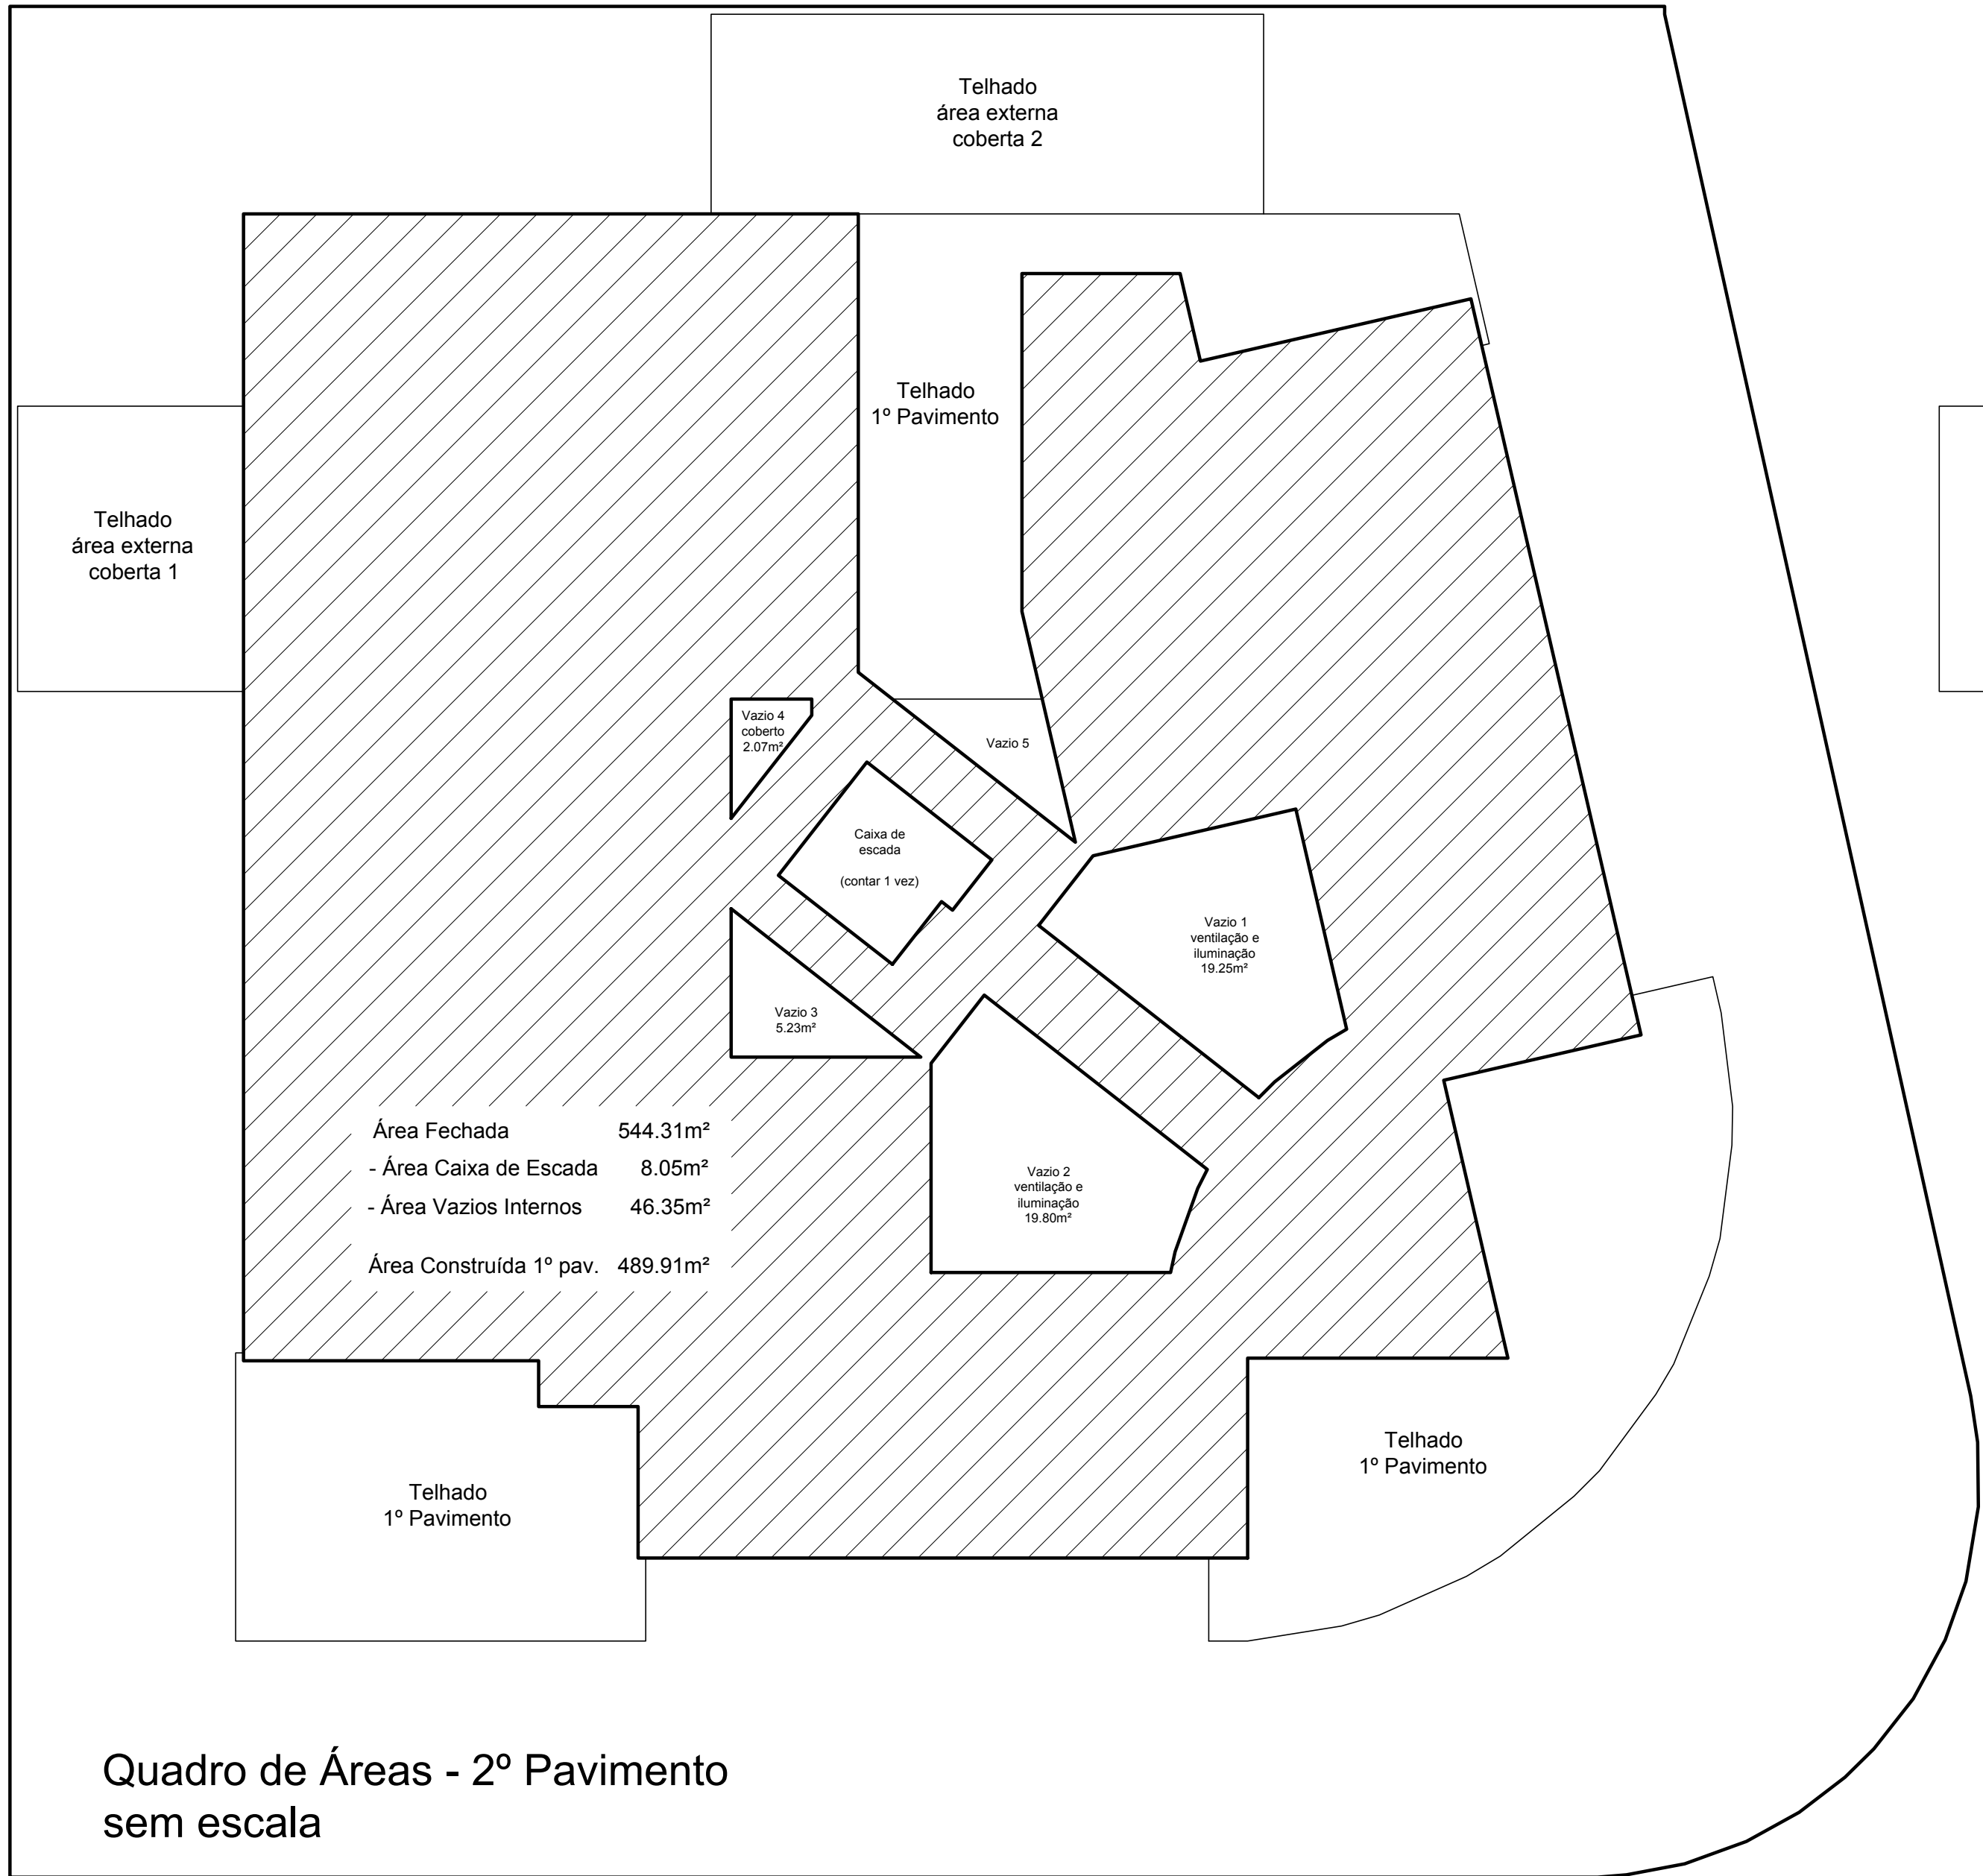 Telhado
área externa
coberta 2
Telhado
1º Pavimento
Telhado
área externa
coberta 1
Vazio 4
coberto
2.07m²
Vazio 5
Caixa de
escada
(contar 1 vez)
Vazio 1
ventilação e
iluminação
19.25m²
Vazio 3
5.23m²
Área Fechada 544.31m²
- Área Caixa de Escada 8.05m²
- Área Vazios Internos 46.35m²
Área Construída 1º pav. 489.91m²
Vazio 2
ventilação e
iluminação
19.80m²
Telhado
1º Pavimento
Telhado
1º Pavimento
Quadro de Áreas - 2º Pavimento
sem escala